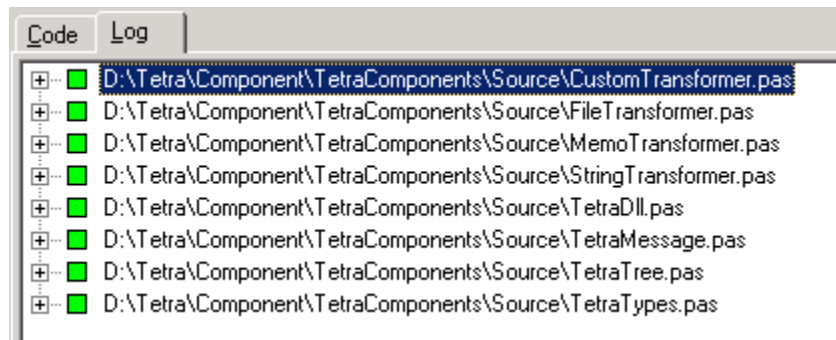 Code Log
D:\Tetra\Component\TetraComponents\Source\CustomTransformer.pas
D:\Tetra\Component\TetraComponents\Source\FileTransformer.pas
D:\Tetra\Component\TetraComponents\Source\MemoTransformer.pas
D:\Tetra\Component\TetraComponents\Source\StringTransformer.pas
D:\Tetra\Component\TetraComponents\Source\TetraDll.pas
D:\Tetra\Component\TetraComponents\Source\TetraMessage.pas
D:\Tetra\Component\TetraComponents\Source\TetraTree.pas
D:\Tetra\Component\TetraComponents\Source\TetraTypes.pas